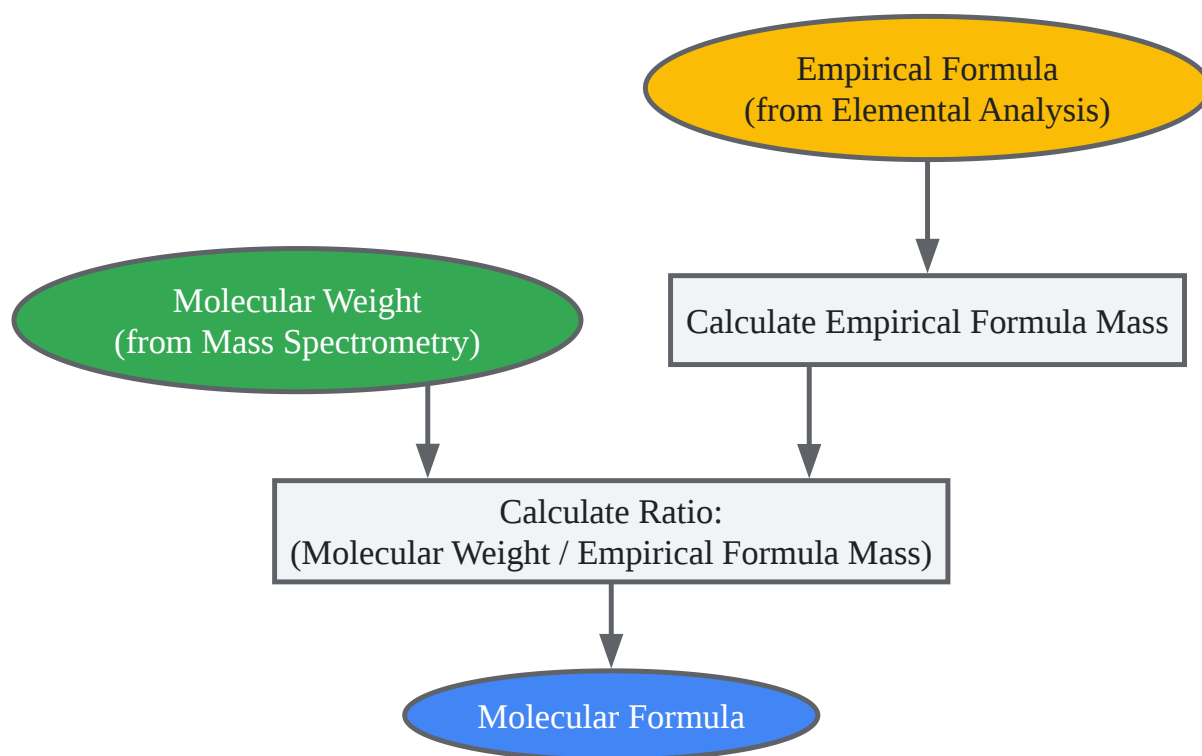 Empirical Formula
(from Elemental Analysis)
Molecular Weight
(from Mass Spectrometry)
Calculate Empirical Formula Mass
Calculate Ratio:
(Molecular Weight / Empirical Formula Mass)
Molecular Formula